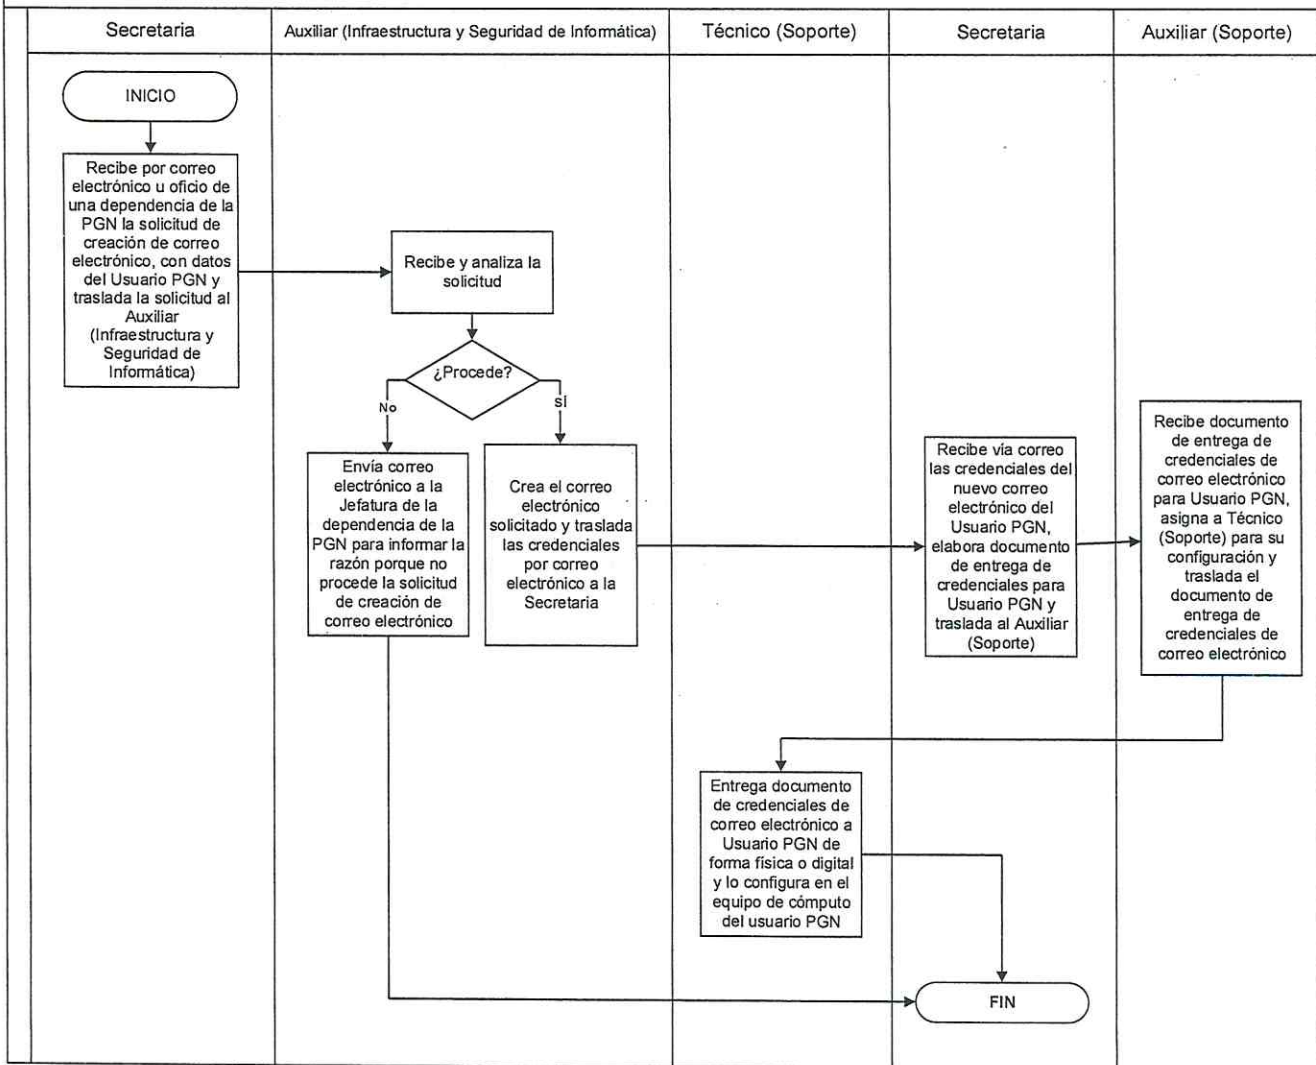 Secretaria
Auxiliar (Infraestructura y Seguridad de Informática)
Técnico (Soporte)
Secretaria
Auxiliar (Soporte)
INICIO
Recibe por correo
electrónico u oficio de
una dependencia de la
PGN la solicitud de
creación de correo
electrónico, con datos
del Usuario PGN y
traslada la solicitud al
Auxiliar
(Infraestructura y
Seguridad de
Informática)
Recibe y analiza la
solicitud
¿Procede?
No
sí
Envía correo
electrónico a la
Jefatura de la
dependencia de la
PGN para informar la
razón porque no
procede la solicitud
de creación de
correo electrónico
Crea el correo
electrónico
solicitado y traslada
las credenciales
por correo
electrónico a la
Secretaria
Recibe vía correo
las credenciales del
nuevo correo
electrónico del
Usuario PGN,
elabora documento
de entrega de
credenciales para
Usuario PGN y
traslada al Auxiliar
(Soporte)
Recibe documento
de entrega de
credenciales de
correo electrónico
para Usuario PGN,
asigna a Técnico
(Soporte) para su
configuración y
traslada el
documento de
entrega de
credenciales de
correo electrónico
Entrega documento
de credenciales de
correo electrónico a
Usuario PGN de
forma física o digital
y lo configura en el
equipo de cómputo
del usuario PGN
FIN